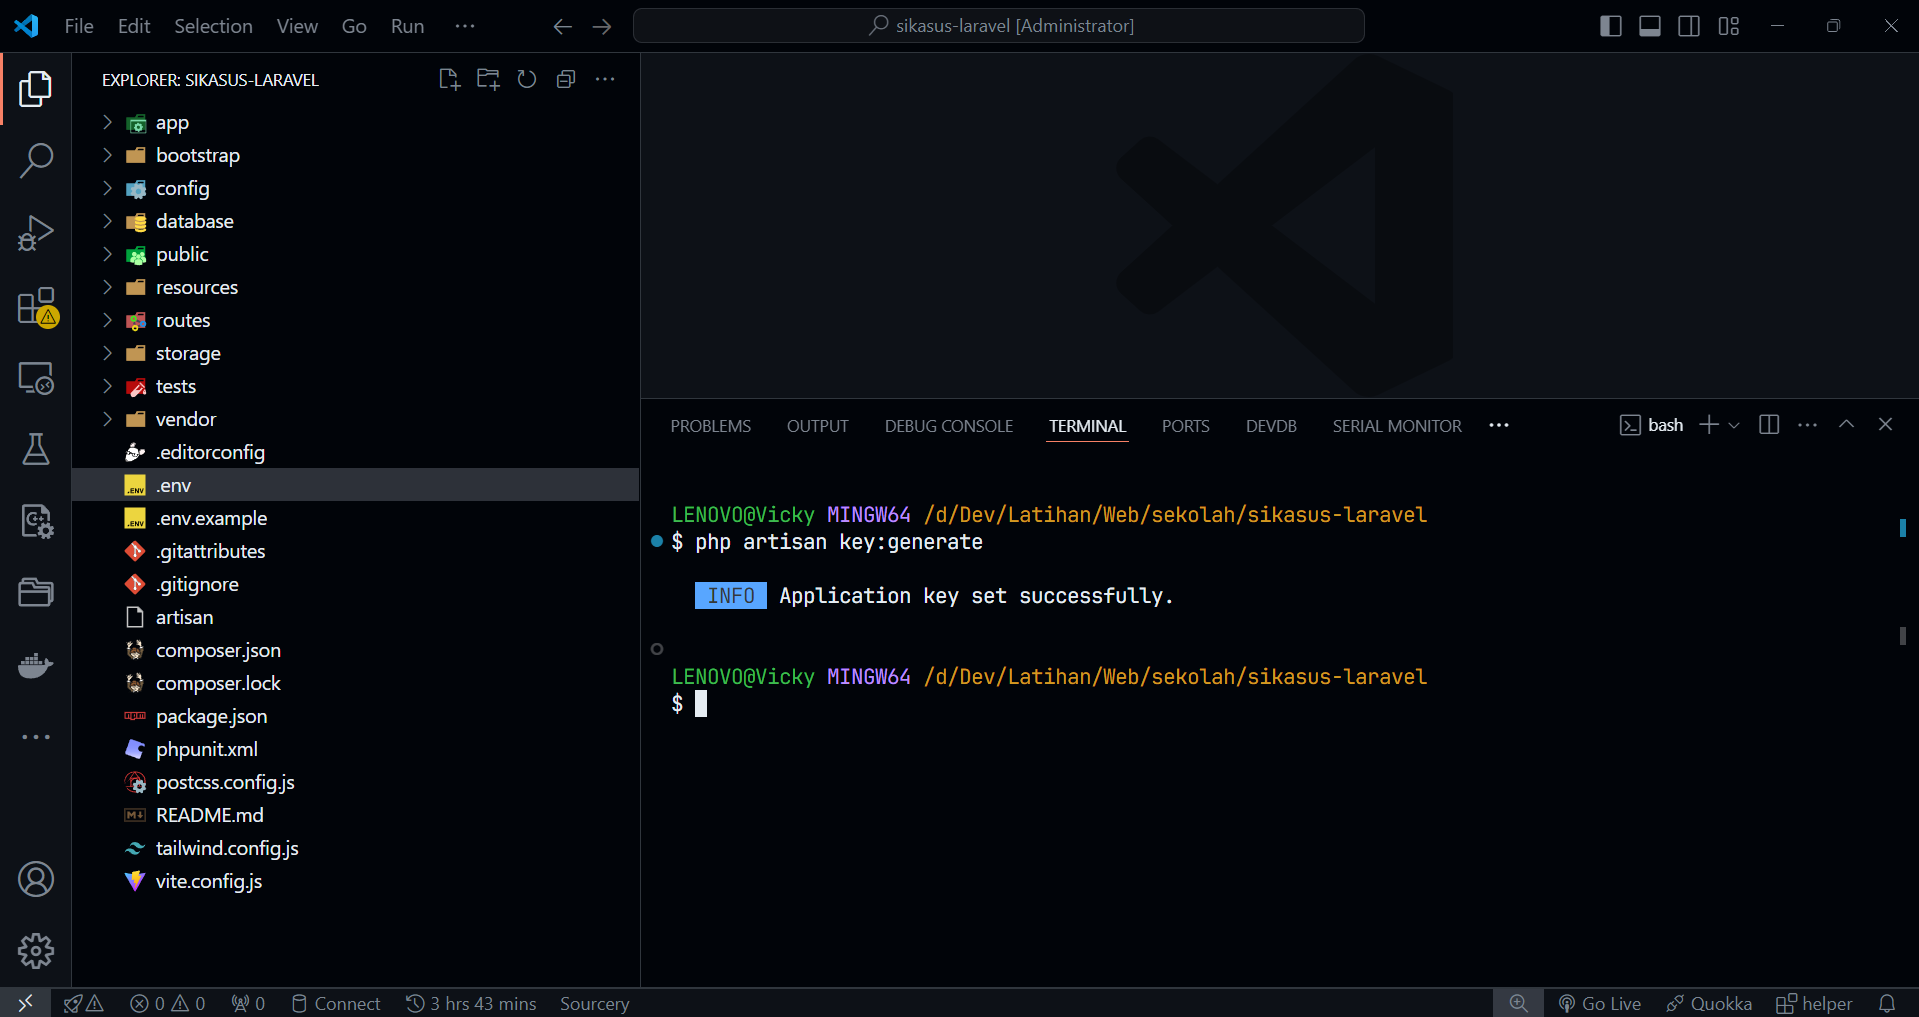 File Edit Selection View Go Run ··· sikasus-laravel [Administrator]
EXPLORER: SIKASUS-LARAVEL
app
bootstrap
config
database
public
resources
routes
storage
tests
vendor
.editorconfig
.env
.env.example
.gitattributes
.gitignore
artisan
composer.json
composer.lock
package.json
phpunit.xml
postcss.config.js
README.md
tailwind.config.js
vite.config.js
PROBLEMS OUTPUT DEBUG CONSOLE TERMINAL PORTS DEVDB SERIAL MONITOR ··· bash
LENOVO@Vicky MINGW64 /d/Dev/Latihan/Web/sekolah/sikasus-laravel
$ php artisan key:generate
INFO Application key set successfully.
LENOVO@Vicky MINGW64 /d/Dev/Latihan/Web/sekolah/sikasus-laravel
$
0 0 0 Connect 3 hrs 43 mins Sourcery Go Live Quokka helper